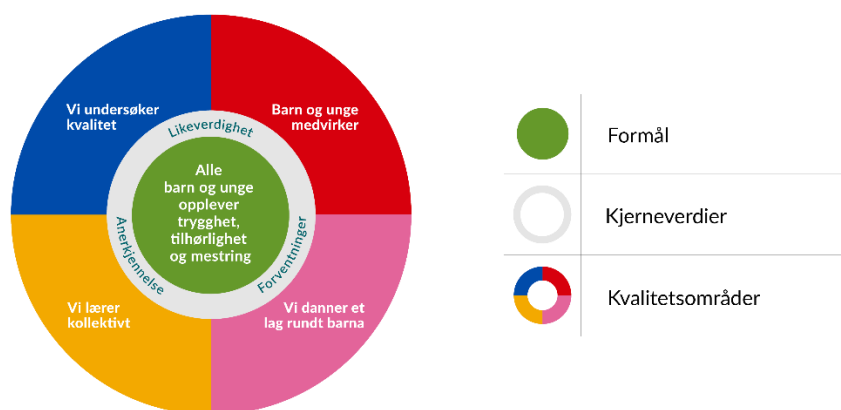 Vi undersøker
kvalitet
Barn og unge
medvirker
Likeverdighet
Alle
barn og unge
opplever
trygghet,
tilhørlighet
og mestring
Anerkjennelse
Forventninger
Vi lærer
kollektivt
Vi danner et
lag rundt barna
Formål
Kjerneverdier
Kvalitetsområder